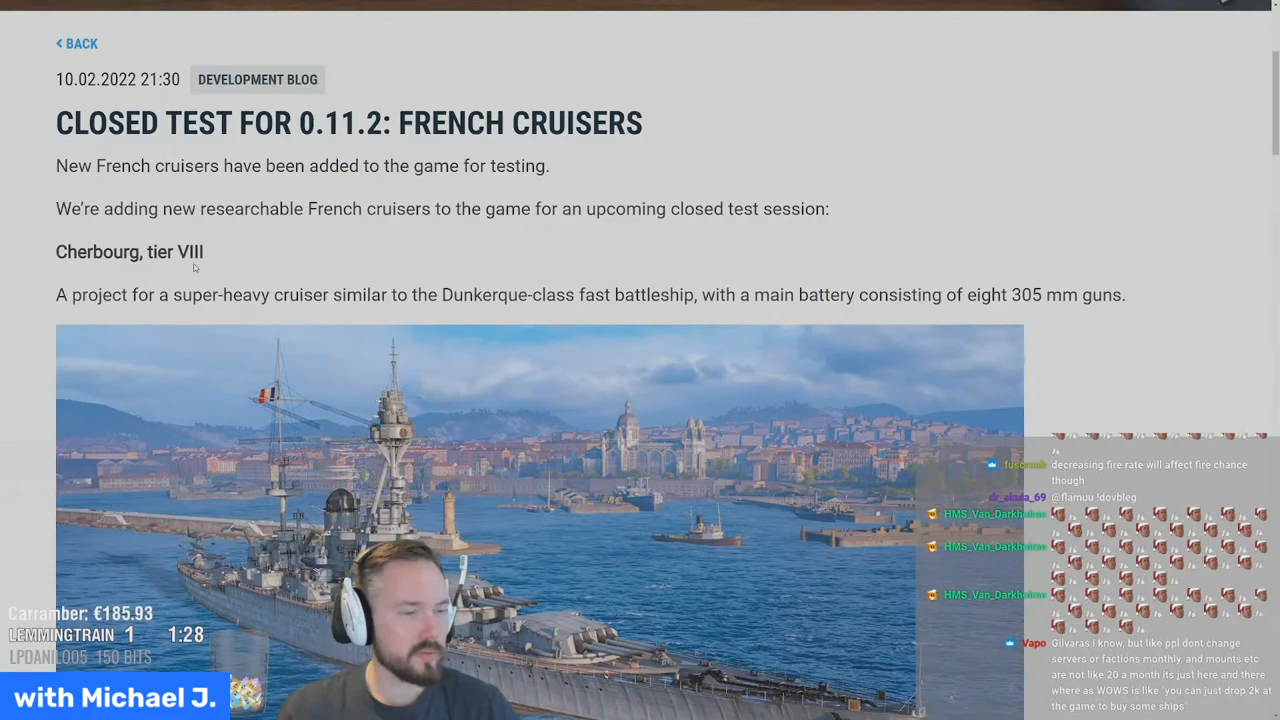 BACK
10.02.2022 21:30 DEVELOPMENT BLOG
CLOSED TEST FOR 0.11.2: FRENCH CRUISERS
New French cruisers have been added to the game for testing.
We're adding new researchable French cruisers to the game for an upcoming closed test session:
Cherbourg, tier VIII
A project for a super-heavy cruiser similar to the Dunkerque-class fast battleship, with a main battery consisting of eight 305 mm guns.
decreasing fire rate will affect fire chance
though
dr_akula_69 @flamuu !dovbleg
HMS_Van_Darkholme
HMS_Van_Darkholme
HMS_Van_Darkholme
Vapo Gilvaras i know, but like ppl dont change
servers or factions monthly, and mounts etc
are not like 20 a month its just here and there
where as WOWS is like "you can just drop 2k at
the game to buy some ships"
Carramber: €185.93
LEMMINGTRAIN 1 1:28
LPDANIL005 150 BITS
with Michael J.